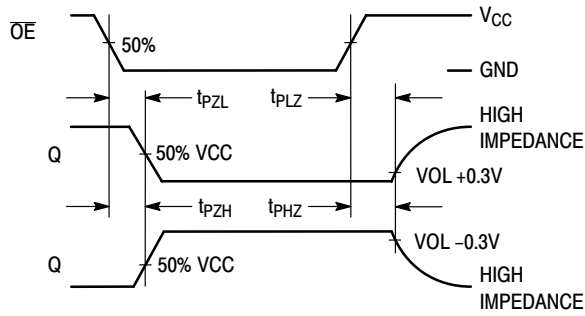 OE
50%
VCC
GND
tPZL
tPLZ
Q
50% VCC
HIGH
IMPEDANCE
VOL +0.3V
tPZH
tPHZ
Q
50% VCC
VOL –0.3V
HIGH
IMPEDANCE